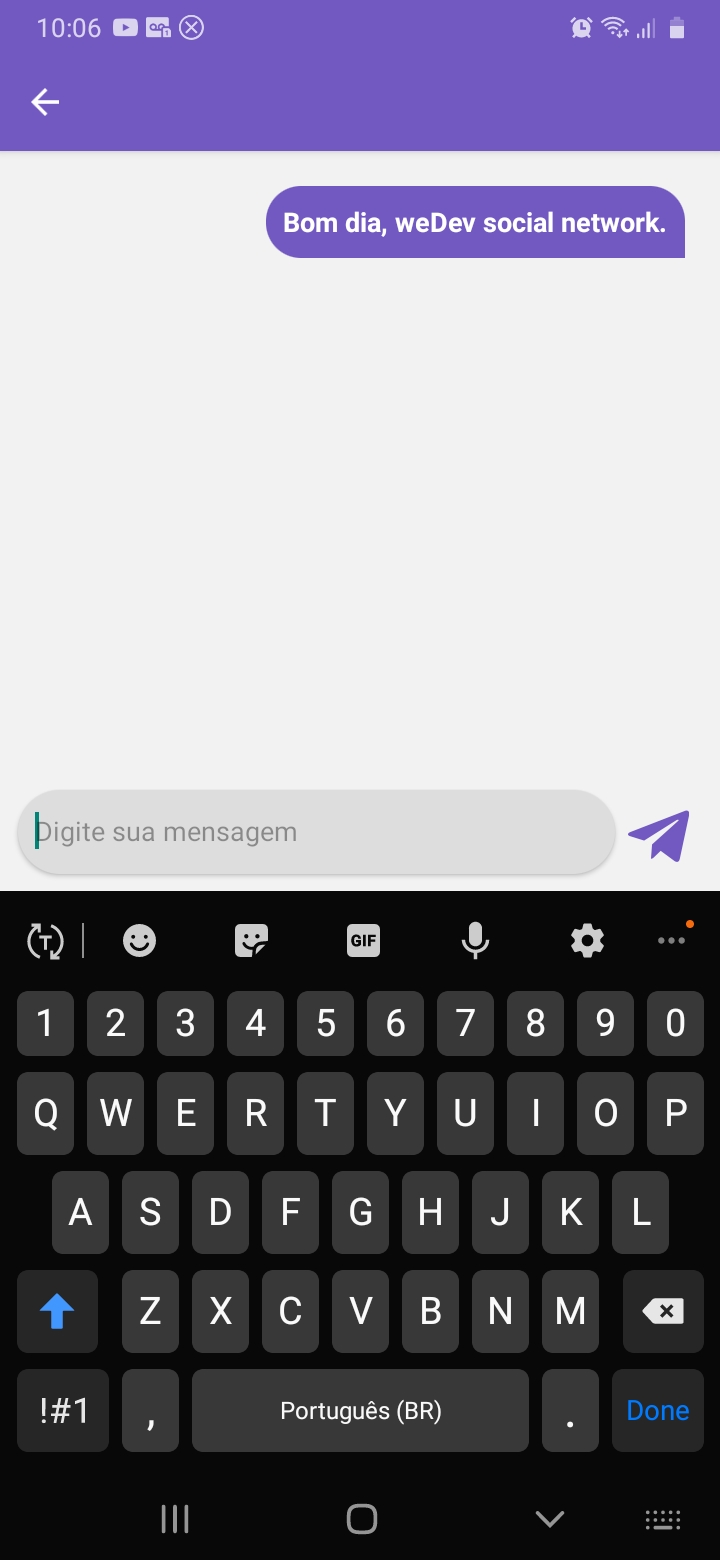 10:06
Bom dia, weDev social network.
Digite sua mensagem
T GIF
1 2 3 4 5 6 7 8 9 0
Q W E R T Y U I O P
A S D F G H J K L
Z X C V B N M
!#1 , Português (BR) . Done